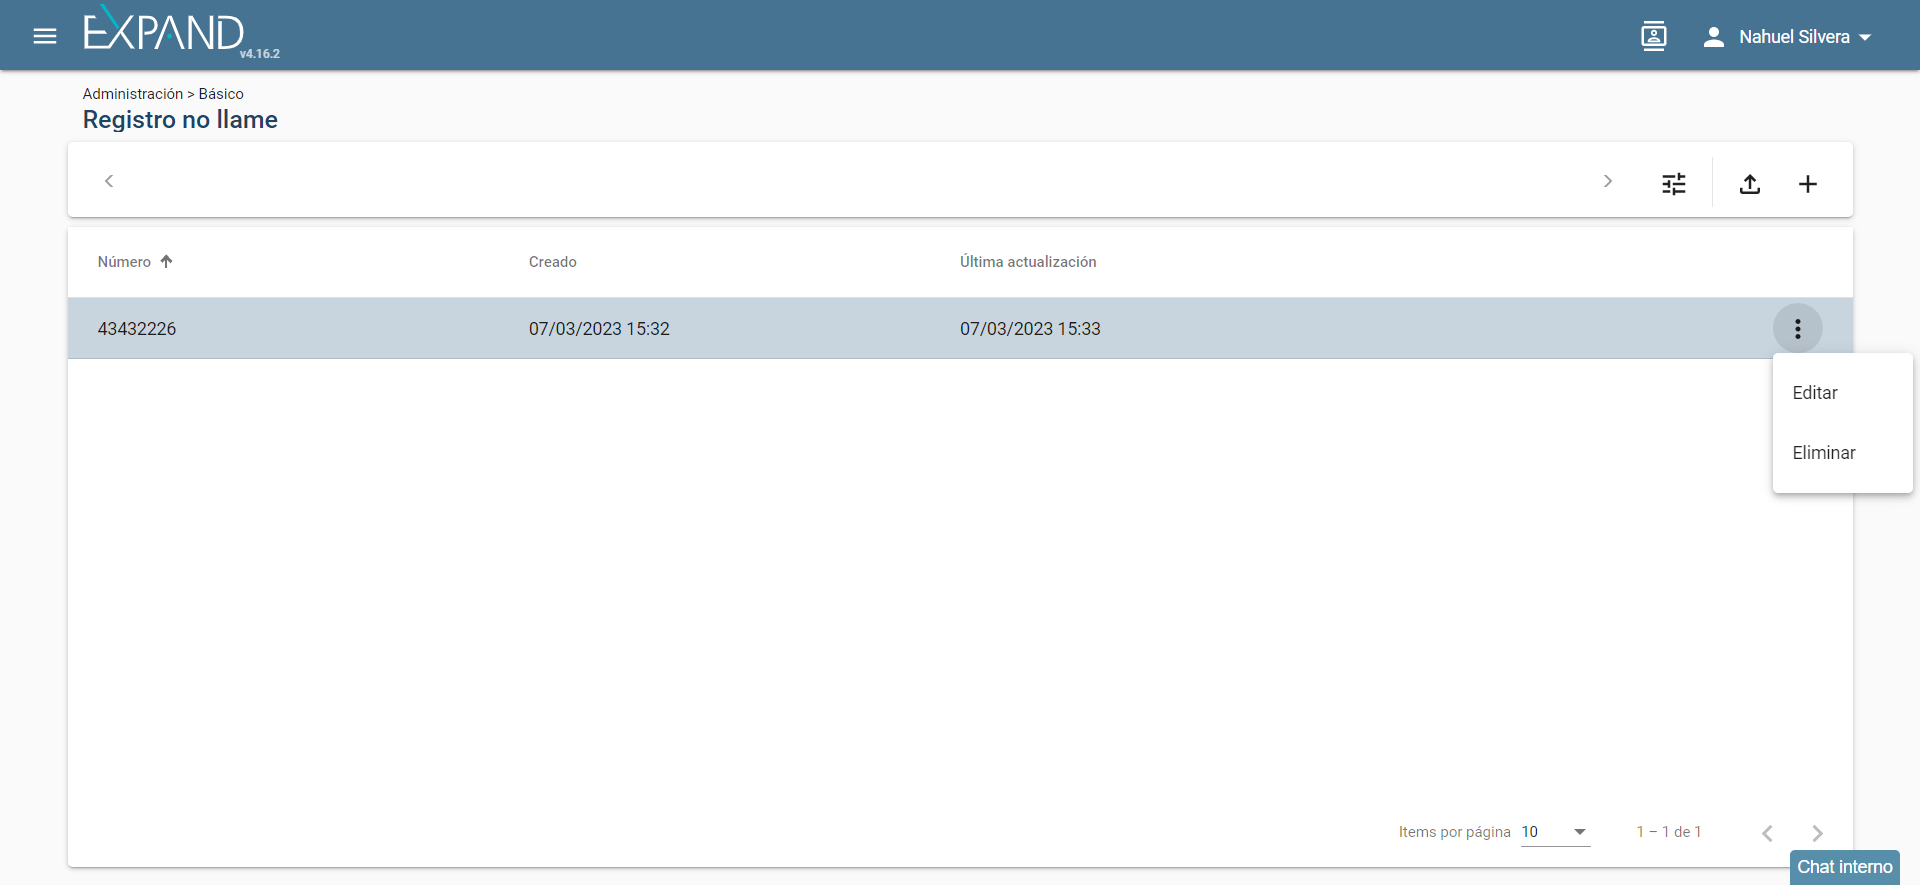 EXPAND
v4.16.2
Nahuel Silvera
Administración > Básico
Registro no llame
Número Creado Última actualización
43432226 07/03/2023 15:32 07/03/2023 15:33
Editar
Eliminar
Items por página 10 1 – 1 de 1
Chat interno